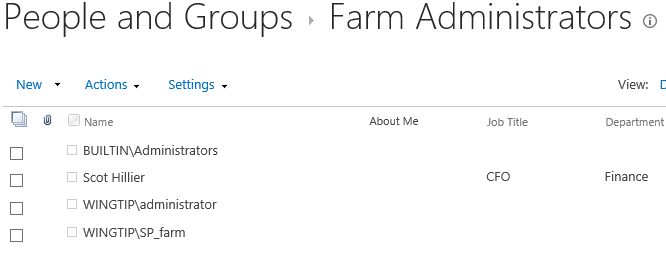 People and Groups ▸ Farm Administrators
New Actions Settings View: D
Name About Me Job Title Department
BUILTIN\Administrators
Scot Hillier CFO Finance
WINGTIP\administrator
WINGTIP\SP_farm